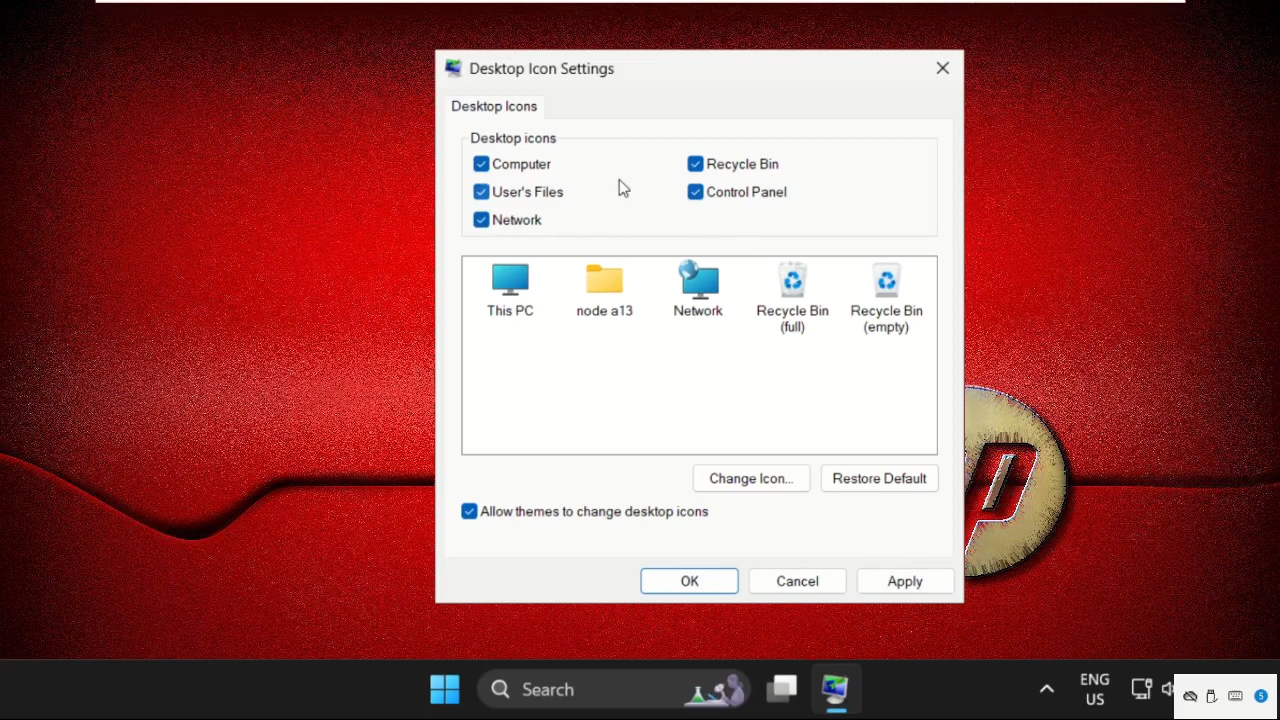 Desktop Icon Settings
Desktop Icons
Desktop icons
Computer
Recycle Bin
User's Files
Control Panel
Network
This PC
node a13
Network
Recycle Bin
(full)
Recycle Bin
(empty)
Change Icon...
Restore Default
Allow themes to change desktop icons
OK
Cancel
Apply
Search
ENG
US
5